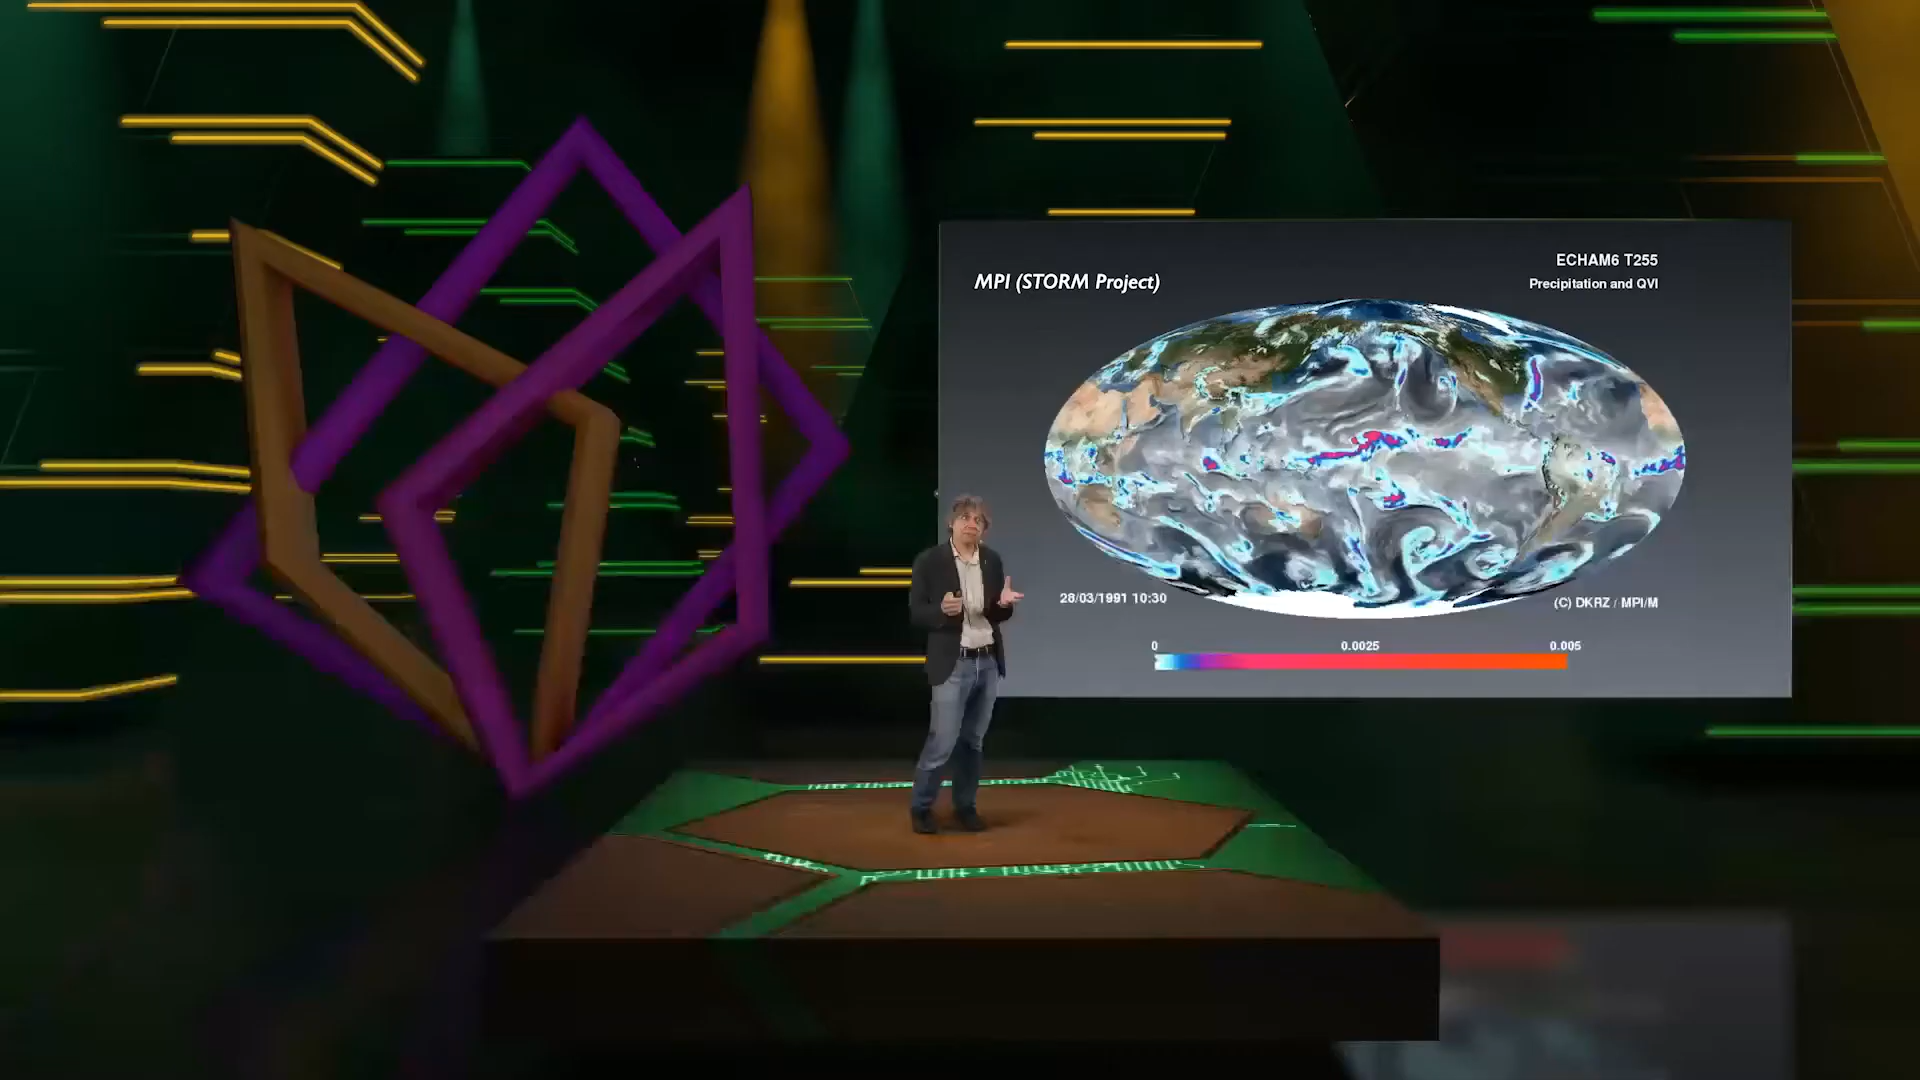 MPI (STORM Project)
ECHAM6 T255
Precipitation and QVI
28/03/1991 10:30
(C) DKRZ / MPI/M
0 0.0025 0.005